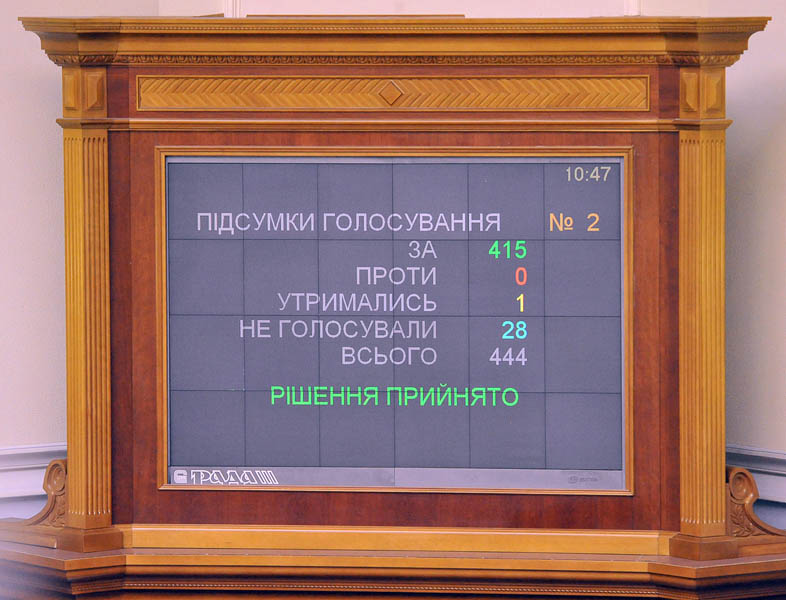 10:47
ПІДСУМКИ ГОЛОСУВАННЯ № 2
ЗА 415
ПРОТИ 0
УТРИМАЛИСЬ 1
НЕ ГОЛОСУВАЛИ 28
ВСЬОГО 444
РІШЕННЯ ПРИЙНЯТО
РАДА III